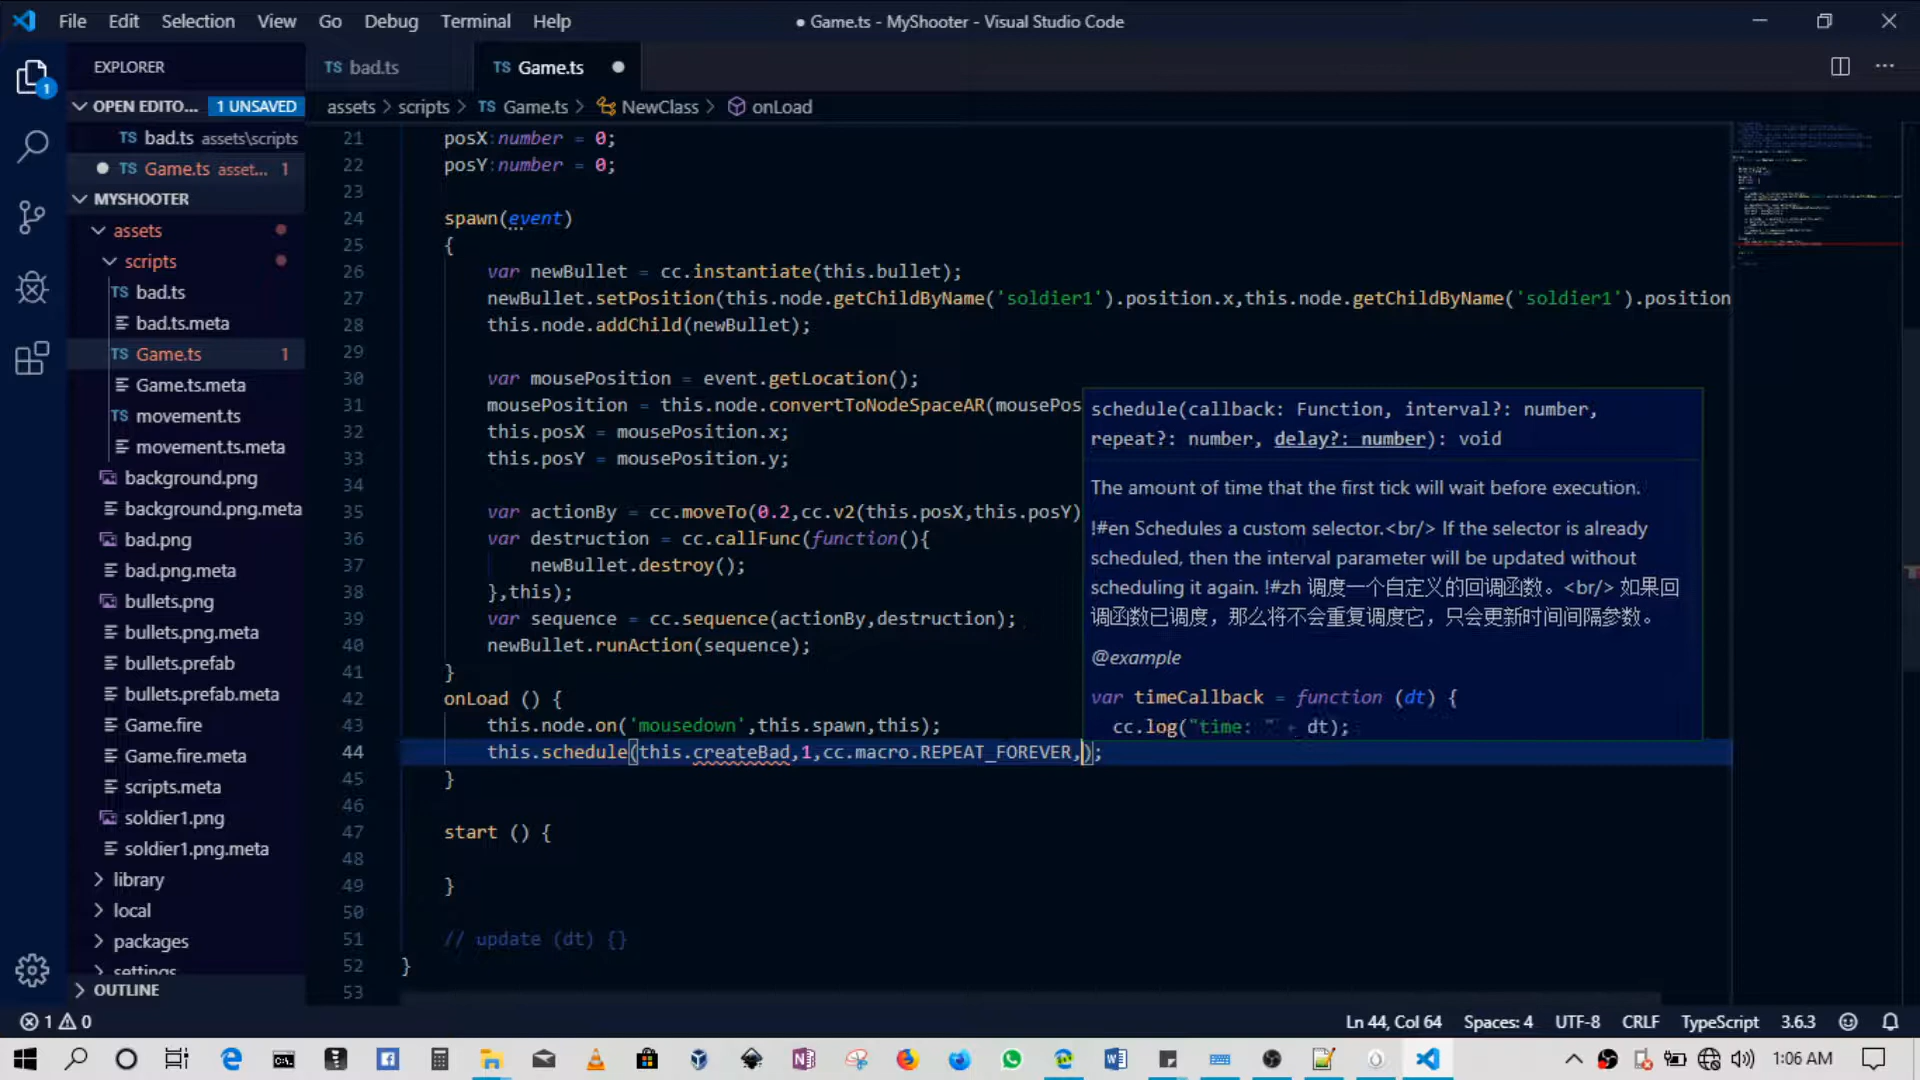 File Edit Selection View Go Debug Terminal Help
● Game.ts - MyShooter - Visual Studio Code
EXPLORER
TS bad.ts
TS Game.ts ●
OPEN EDITO... 1 UNSAVED
assets > scripts > TS Game.ts > NewClass > onLoad
TS bad.ts assets\scripts
● TS Game.ts asset... 1
MYSHOOTER
assets
scripts
TS bad.ts
bad.ts.meta
TS Game.ts 1
Game.ts.meta
TS movement.ts
movement.ts.meta
background.png
background.png.meta
bad.png
bad.png.meta
bullets.png
bullets.png.meta
bullets.prefab
bullets.prefab.meta
Game.fire
Game.fire.meta
scripts.meta
soldier1.png
soldier1.png.meta
library
local
packages
settings
OUTLINE
1
21 posX:number = 0;
22 posY:number = 0;
23
24 spawn(event)
25 {
26 var newBullet = cc.instantiate(this.bullet);
27 newBullet.setPosition(this.node.getChildByName('soldier1').position.x,this.node.getChildByName('soldier1').position
28 this.node.addChild(newBullet);
29
30 var mousePosition = event.getLocation();
31 mousePosition = this.node.convertToNodeSpaceAR(mousePos
32 this.posX = mousePosition.x;
33 this.posY = mousePosition.y;
34
35 var actionBy = cc.moveTo(0.2,cc.v2(this.posX,this.posY)
36 var destruction = cc.callFunc(function(){
37 newBullet.destroy();
38 },this);
39 var sequence = cc.sequence(actionBy,destruction);
40 newBullet.runAction(sequence);
41 }
42 onLoad () {
43 this.node.on('mousedown',this.spawn,this);
44 this.schedule(this.createBad,1,cc.macro.REPEAT_FOREVER,);
45 }
46
47 start () {
48
49 }
50
51 // update (dt) {}
52 }
53
schedule(callback: Function, interval?: number,
repeat?: number, delay?: number): void
The amount of time that the first tick will wait before execution.
!#en Schedules a custom selector.<br/> If the selector is already
scheduled, then the interval parameter will be updated without
scheduling it again. !#zh 调度一个自定义的回调函数。<br/> 如果回
调函数已调度，那么将不会重复调度它，只会更新时间间隔参数。
@example
var timeCallback = function (dt) {
cc.log("time: " + dt);
1 0
Ln 44, Col 64 Spaces: 4 UTF-8 CRLF TypeScript 3.6.3
1:06 AM